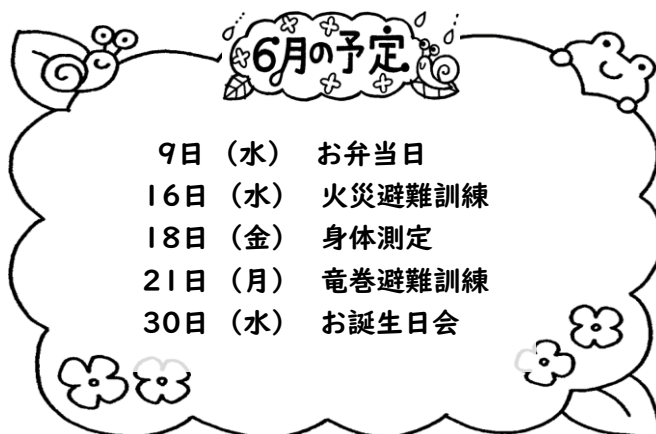 6月の予定
9日（水） お弁当日
16日（水） 火災避難訓練
18日（金） 身体測定
21日（月） 竜巻避難訓練
30日（水） お誕生日会